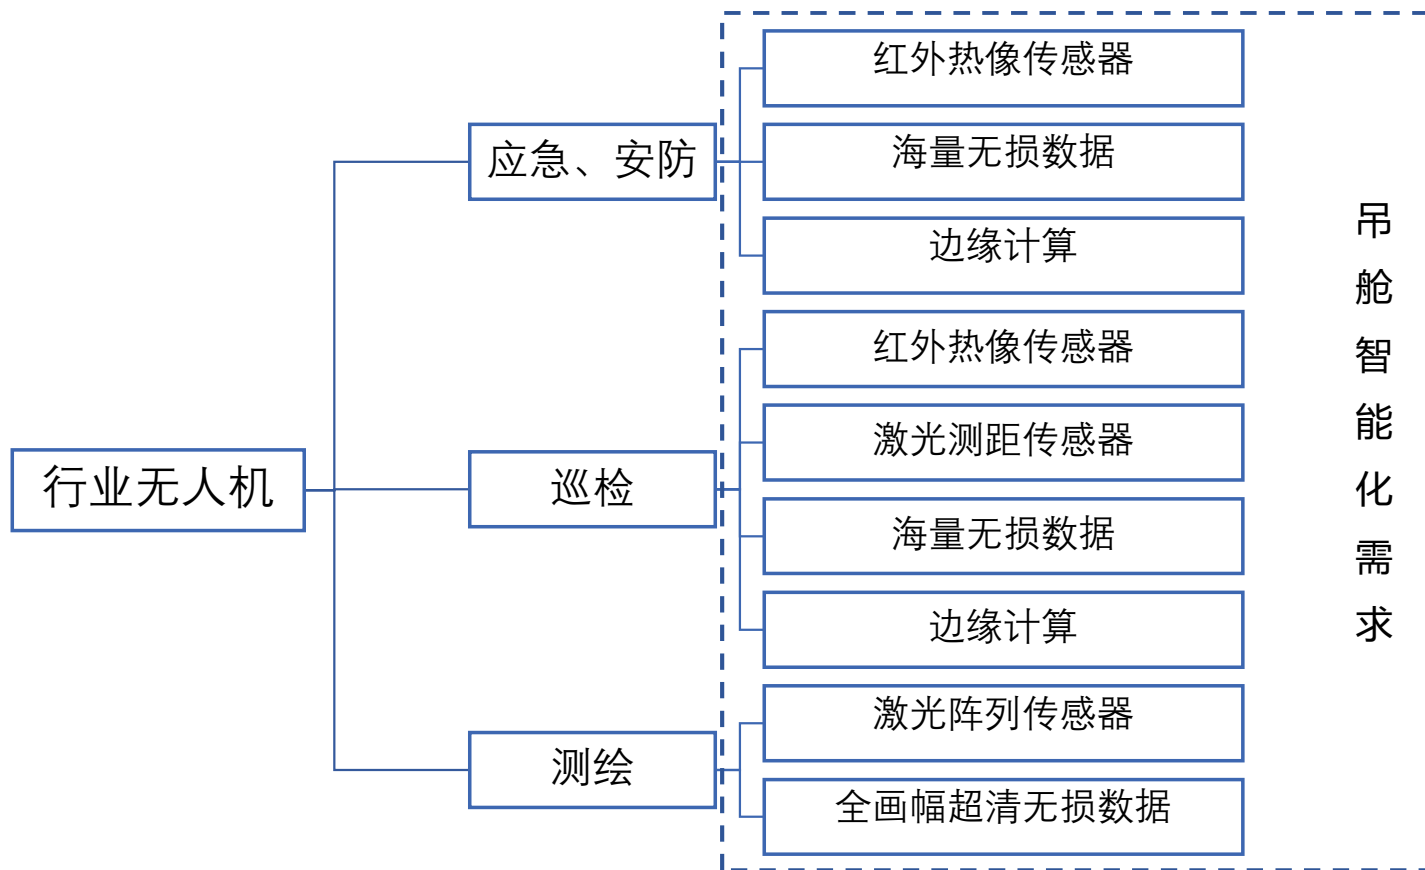 行业无人机
应急、安防
红外热像传感器
海量无损数据
边缘计算
巡检
红外热像传感器
激光测距传感器
海量无损数据
边缘计算
测绘
激光阵列传感器
全画幅超清无损数据
吊舱智能化需求